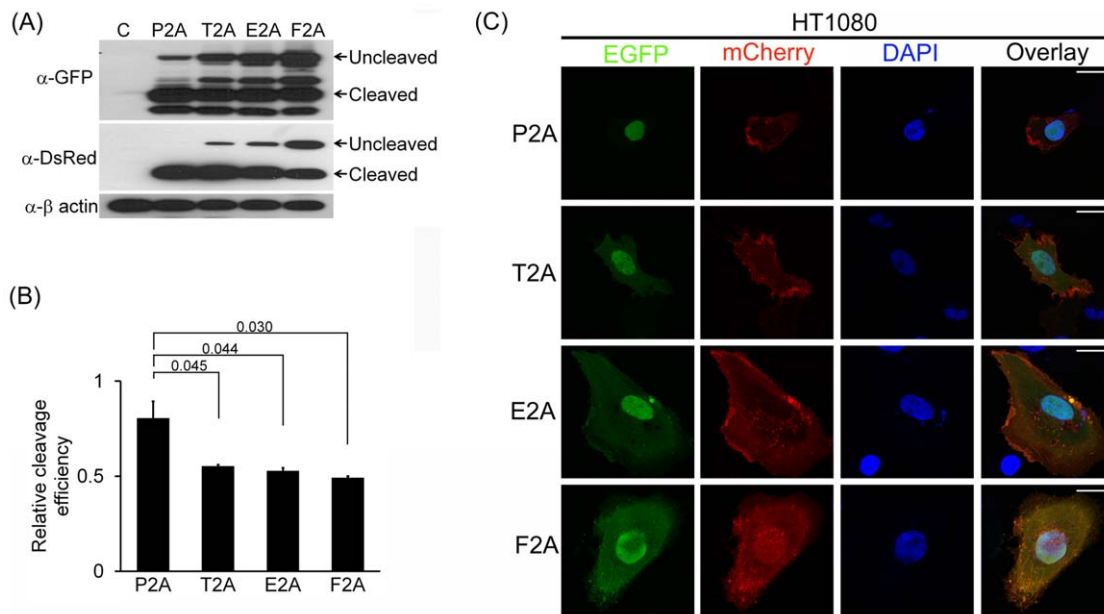 (A)
C P2A T2A E2A F2A
α-GFP
Uncleaved
Cleaved
α-DsRed
Uncleaved
Cleaved
α-β actin
(B)
0.030
0.044
0.045
Relative cleavage
efficiency
1
0.5
0
P2A T2A E2A F2A
(C)
HT1080
EGFP mCherry DAPI Overlay
P2A
T2A
E2A
F2A